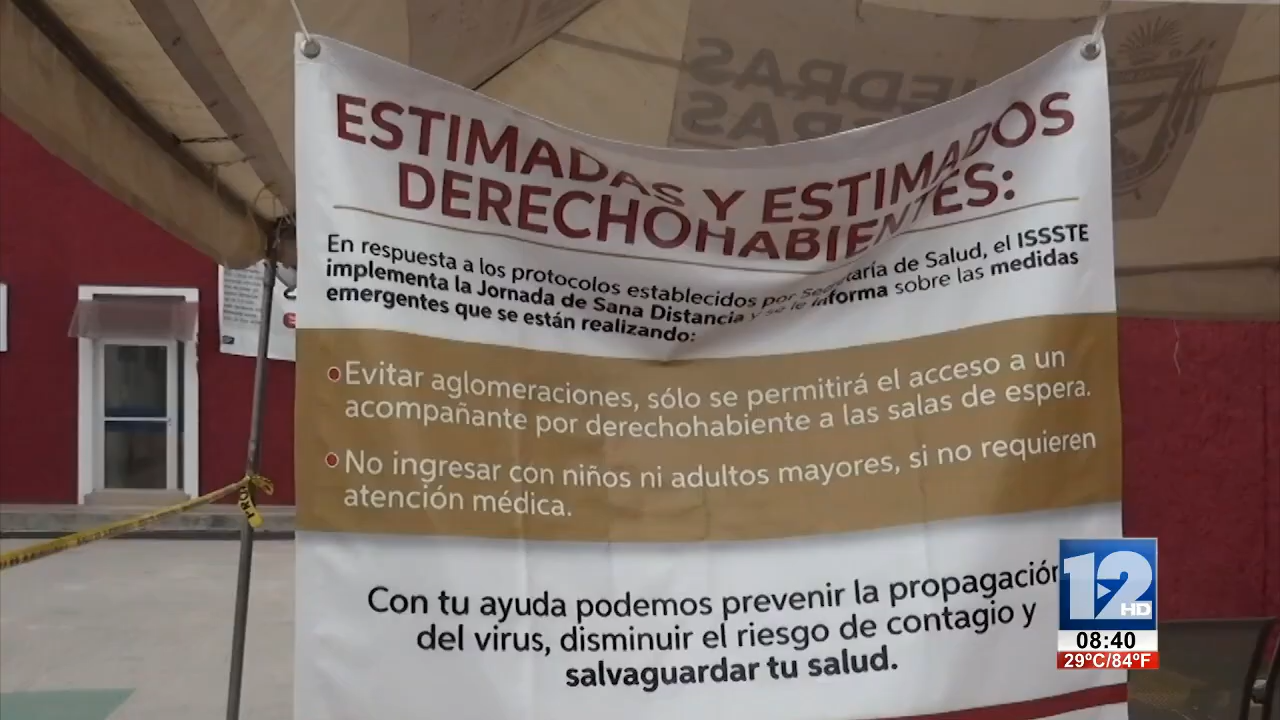 EDRAS
RAS
ESTIMADAS Y ESTIMADOS
DERECHOHABIENTES:
En respuesta a los protocolos establecidos por Secretaría de Salud, el ISSSTE
implementa la Jornada de Sana Distancia y se le informa sobre las medidas
emergentes que se están realizando:
Evitar aglomeraciones, sólo se permitirá el acceso a un
acompañante por derechohabiente a las salas de espera.
No ingresar con niños ni adultos mayores, si no requieren
atención médica.
Con tu ayuda podemos prevenir la propagación
del virus, disminuir el riesgo de contagio y
salvaguardar tu salud.
12
HD
08:40
29°C/84°F